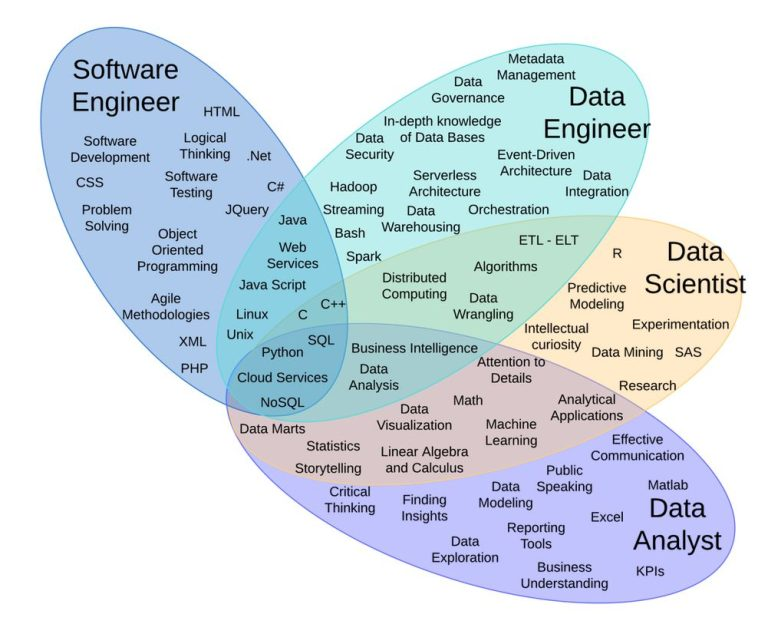 Software
Engineer
HTML
Software
Development
Logical
Thinking
.Net
CSS
Software
Testing
C#
Problem
Solving
JQuery
Object
Oriented
Programming
Agile
Methodologies
XML
PHP
Java
Web
Services
Java Script
Linux
C
C++
Unix
SQL
Python
Cloud Services
NoSQL
Metadata
Management
Data
Governance
Data
Engineer
In-depth knowledge
of Data Bases
Data
Security
Event-Driven
Architecture
Hadoop
Serverless
Architecture
Data
Integration
Streaming
Data
Warehousing
Orchestration
Bash
Spark
ETL - ELT
Algorithms
Distributed
Computing
Data
Wrangling
R
Data
Scientist
Predictive
Modeling
Intellectual
curiosity
Experimentation
Data Mining
SAS
Research
Business Intelligence
Data
Analysis
Attention to
Details
Math
Analytical
Applications
Data
Visualization
Machine
Learning
Data Marts
Statistics
Linear Algebra
and Calculus
Storytelling
Effective
Communication
Critical
Thinking
Finding
Insights
Data
Modeling
Public
Speaking
Matlab
Data
Analyst
Excel
Reporting
Tools
Data
Exploration
Business
Understanding
KPIs